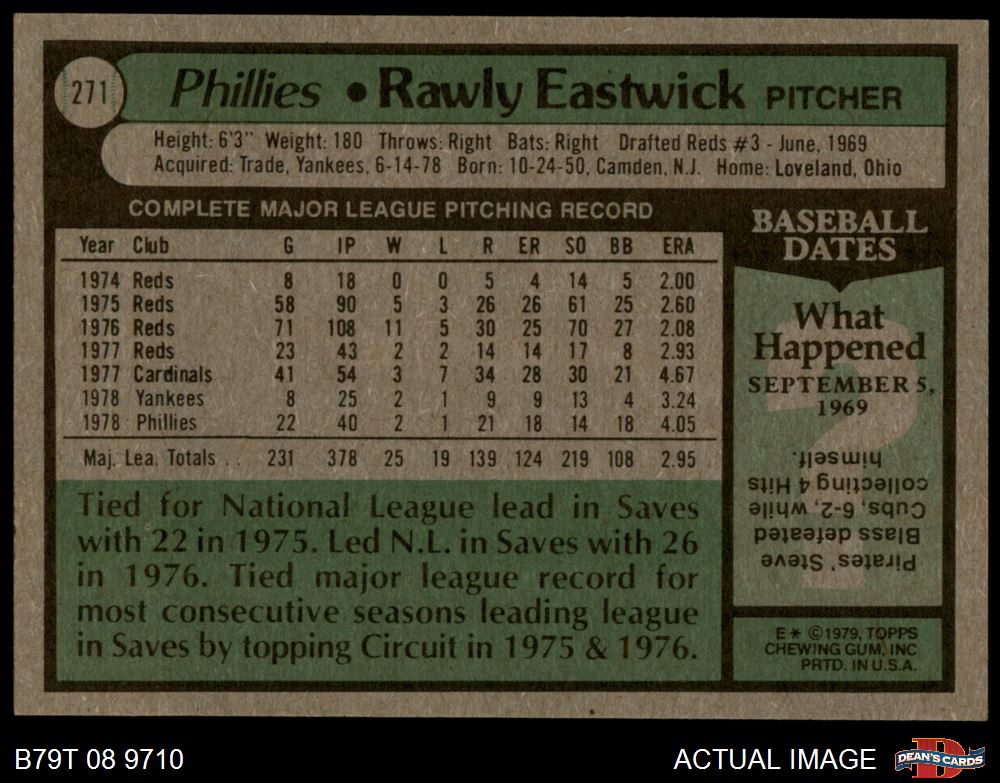 271
Phillies • Rawly Eastwick PITCHER
Height: 6'3" Weight: 180 Throws: Right Bats: Right Drafted Reds #3 - June, 1969
Acquired: Trade, Yankees, 6-14-78 Born: 10-24-50, Camden, N.J. Home: Loveland, Ohio
COMPLETE MAJOR LEAGUE PITCHING RECORD
Year Club G IP W L R ER SO BB ERA
1974 Reds 8 18 0 0 5 4 14 5 2.00
1975 Reds 58 90 5 3 26 26 61 25 2.60
1976 Reds 71 108 11 5 30 25 70 27 2.08
1977 Reds 23 43 2 2 14 14 17 8 2.93
1977 Cardinals 41 54 3 7 34 28 30 21 4.67
1978 Yankees 8 25 2 1 9 9 13 4 3.24
1978 Phillies 22 40 2 1 21 18 14 18 4.05
Maj. Lea. Totals . . 231 378 25 19 139 124 219 108 2.95
Tied for National League lead in Saves
with 22 in 1975. Led N.L. in Saves with 26
in 1976. Tied major league record for
most consecutive seasons leading league
in Saves by topping Circuit in 1975 & 1976.
BASEBALL
DATES
What
Happened
SEPTEMBER 5,
1969
Pirates' Steve
Blass defeated
Cubs, 9-2, while
collecting 4 Hits
himself.
E * ©1979, TOPPS
CHEWING GUM, INC
PRTD. IN U.S.A.
B79T 08 9710
ACTUAL IMAGE
D
DEAN'S CARDS